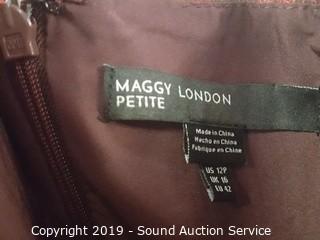 MAGGY LONDON
PETITE
Made in China
Hecho en China
Fabrique en Chine
US 12P
UK 16
EU 42
Copyright 2019 - Sound Auction Service